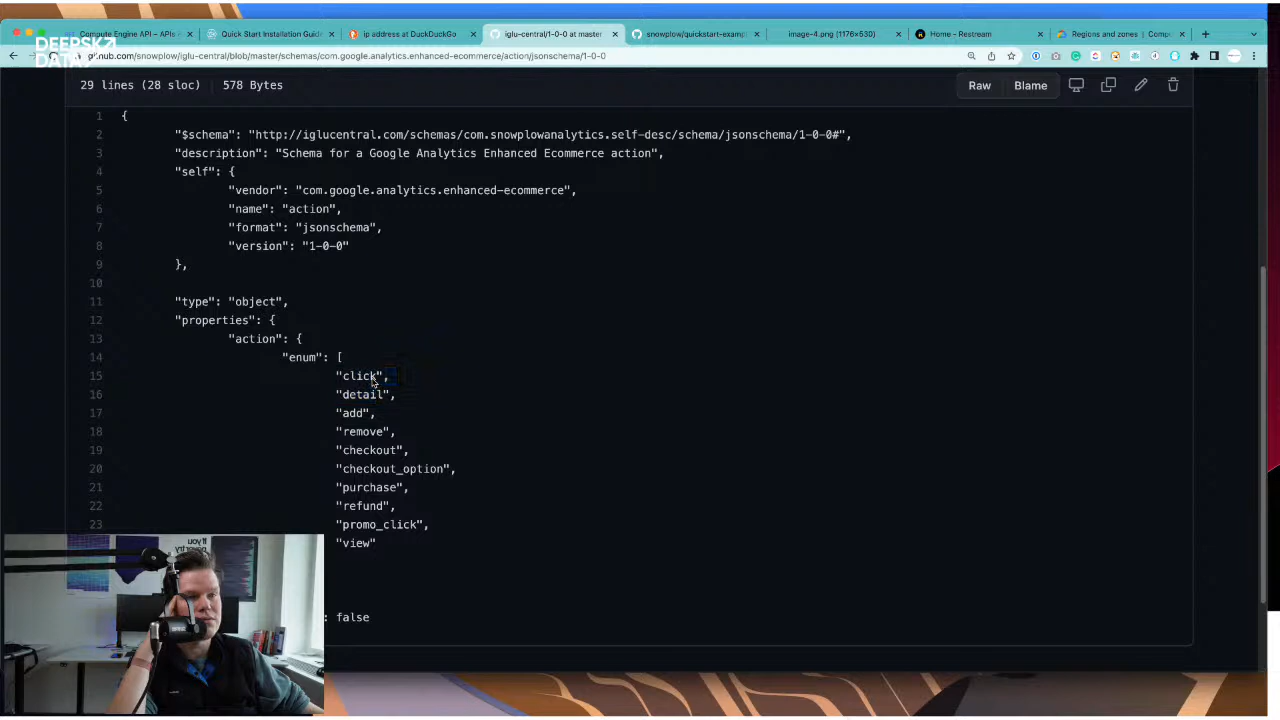 Compute Engine API – APIs
Quick Start Installation Guide
ip address at DuckDuckGo
iglu-central/1-0-0 at master
snowplow/quickstart-exampl
image-4.png (1176×530)
Home - Restream
Regions and zones | Comp
DEEPSK
DATA
github.com/snowplow/iglu-central/blob/master/schemas/com.google.analytics.enhanced-ecommerce/action/jsonschema/1-0-0
29 lines (28 sloc) | 578 Bytes
Raw
Blame
1 {
2 "$schema": "http://iglucentral.com/schemas/com.snowplowanalytics.self-desc/schema/jsonschema/1-0-0#",
3 "description": "Schema for a Google Analytics Enhanced Ecommerce action",
4 "self": {
5 "vendor": "com.google.analytics.enhanced-ecommerce",
6 "name": "action",
7 "format": "jsonschema",
8 "version": "1-0-0"
9 },
10
11 "type": "object",
12 "properties": {
13 "action": {
14 "enum": [
15 "click",
16 "detail",
17 "add",
18 "remove",
19 "checkout",
20 "checkout_option",
21 "purchase",
22 "refund",
23 "promo_click",
"view"
: false
If you